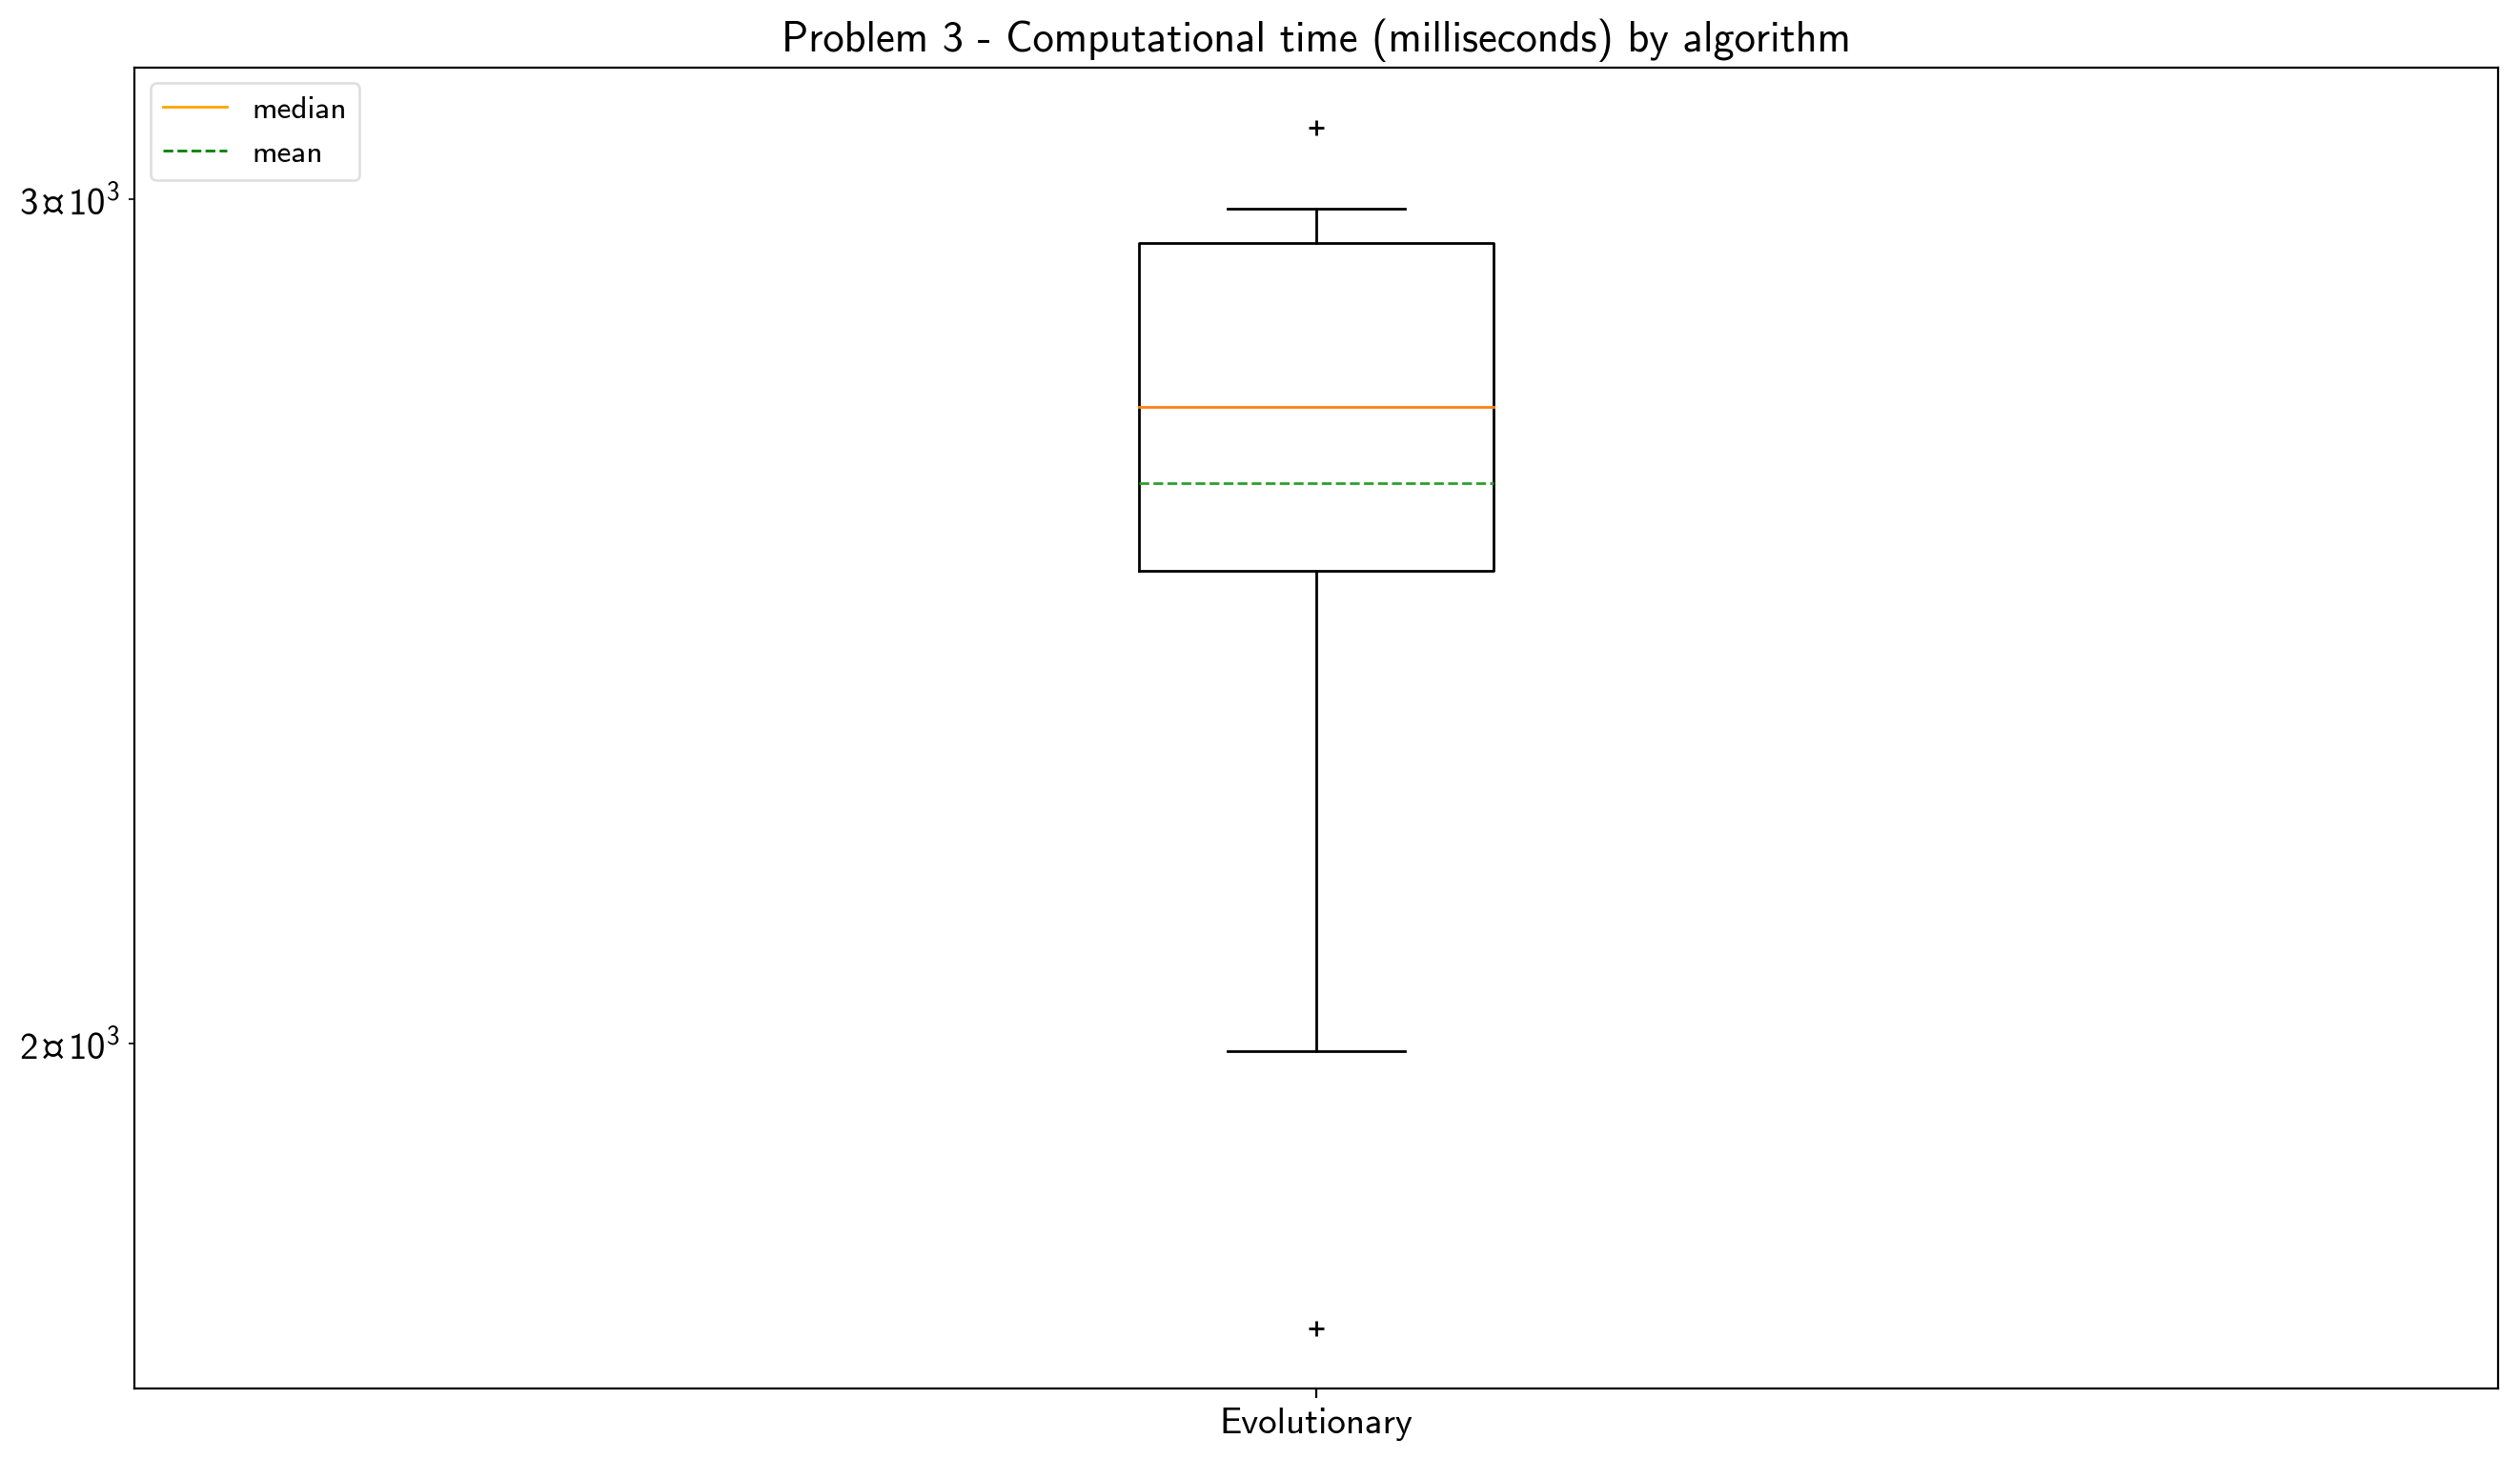 Problem 3 - Computational time (milliseconds) by algorithm
median
mean
3¤10³
2¤10³
Evolutionary